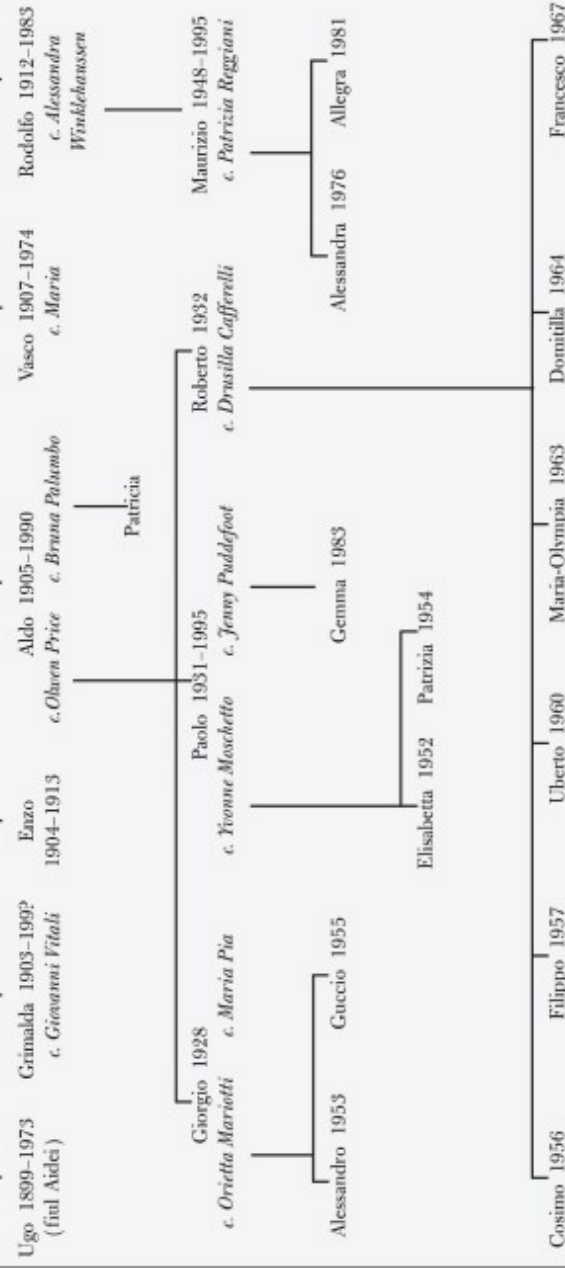 Ugo 1899–1973
(fiul Aidei)
Grimalda 1903–199?
c. Giovanni Vitali
Enzo
1904–1913
Aldo 1905–1990
c. Olwen Price c. Bruna Palumbo
Vasco 1907–1974
c. Maria
Rodolfo 1912–1983
c. Alessandra
Winklehaussen
Patricia
Giorgio 1928
c. Orietta Mariotti c. Maria Pia
Paolo 1931–1995
c. Yvonne Moschetto c. Jenny Puddefoot
Roberto 1932
c. Drusilla Cafferelli
Maurizio 1948–1995
c. Patrizia Reggiani
Alessandro 1953 Guccio 1955
Gemma 1983
Alessandra 1976 Allegra 1981
Elisabetta 1952 Patrizia 1954
Cosimo 1956 Filippo 1957 Uberto 1960 Maria-Olympia 1963 Domitilla 1964 Francesco 1967